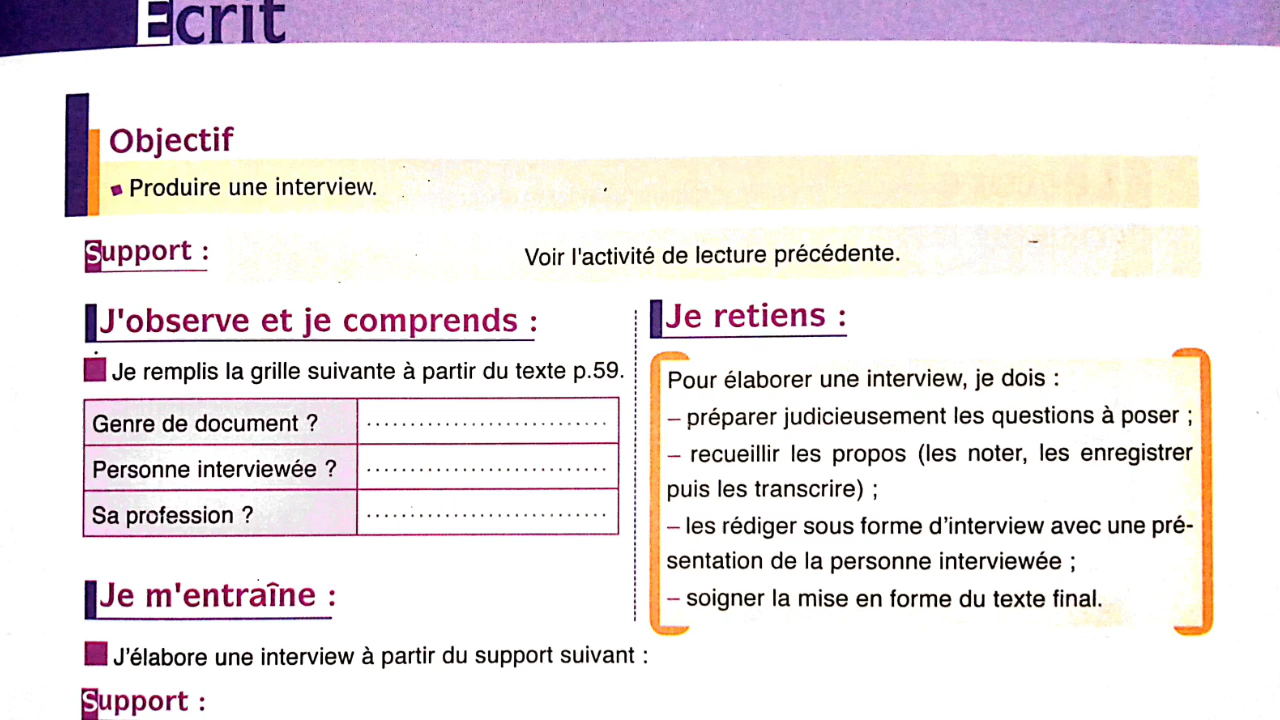 Ecrit
Objectif
▪ Produire une interview.
Support :
Voir l'activité de lecture précédente.
J'observe et je comprends :
Je remplis la grille suivante à partir du texte p.59.
Genre de document ? ............................
Personne interviewée ? ............................
Sa profession ? ............................
Je m'entraîne :
J'élabore une interview à partir du support suivant :
Support :
Je retiens :
Pour élaborer une interview, je dois :
– préparer judicieusement les questions à poser ;
– recueillir les propos (les noter, les enregistrer
puis les transcrire) ;
– les rédiger sous forme d'interview avec une pré-
sentation de la personne interviewée ;
– soigner la mise en forme du texte final.